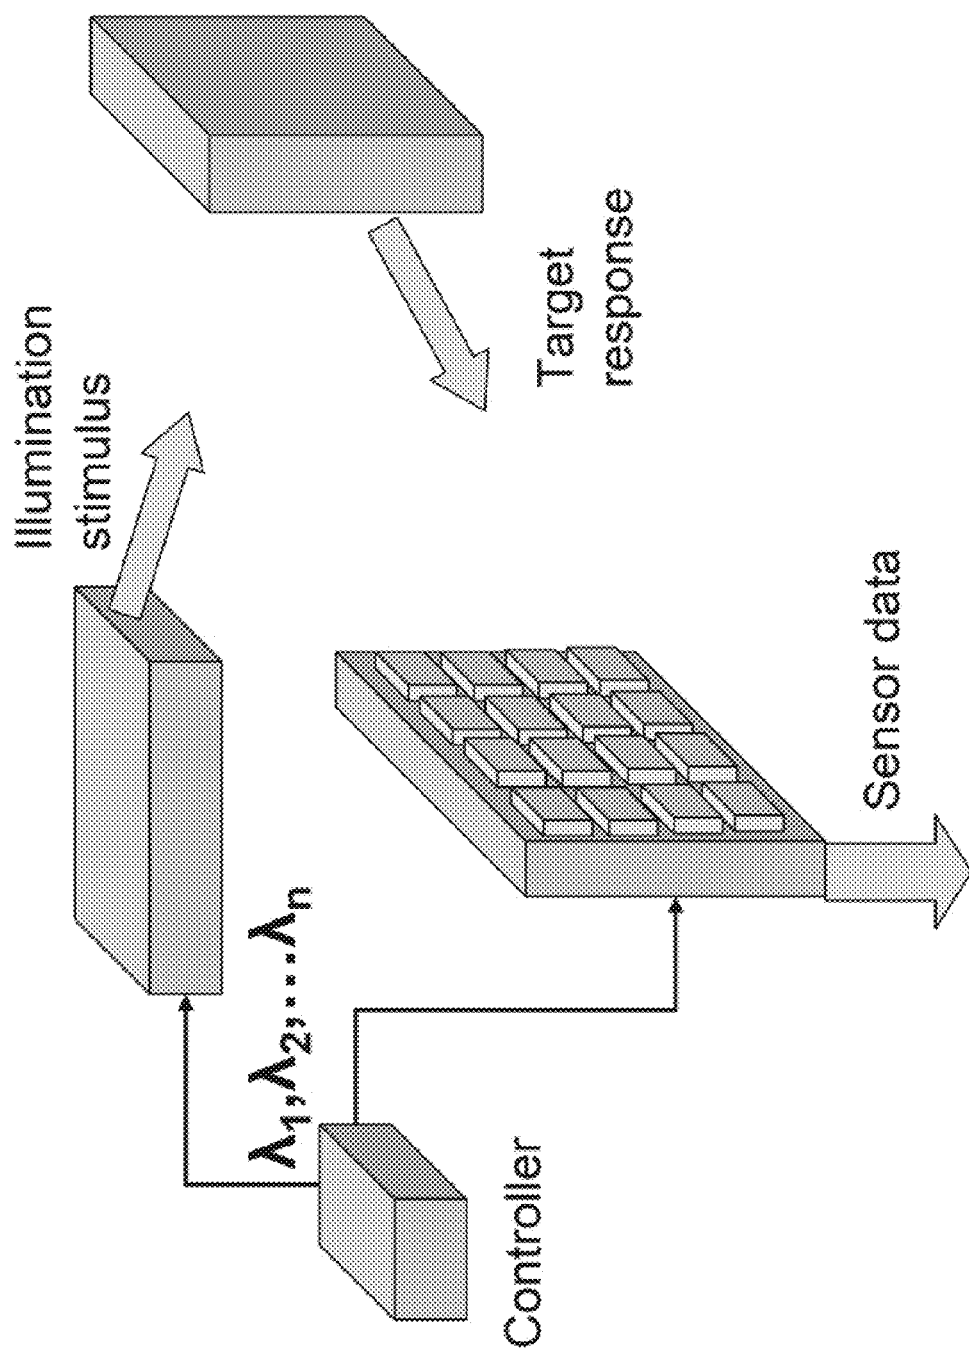 Illumination
stimulus
Target
response
λ1,λ2,...λn
Controller
Sensor data